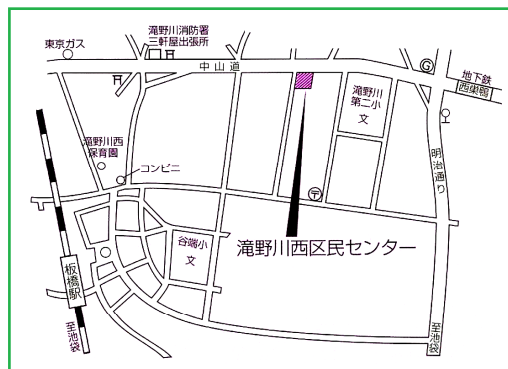 滝野川消防署
三軒屋出張所
東京ガス
中山道
G
地下鉄
西巣鴨
滝野川
第二小
文
滝野川西
保育園
コンビニ
明治通り
〒
谷端小
文
滝野川西区民センター
板橋駅
至池袋
至池袋